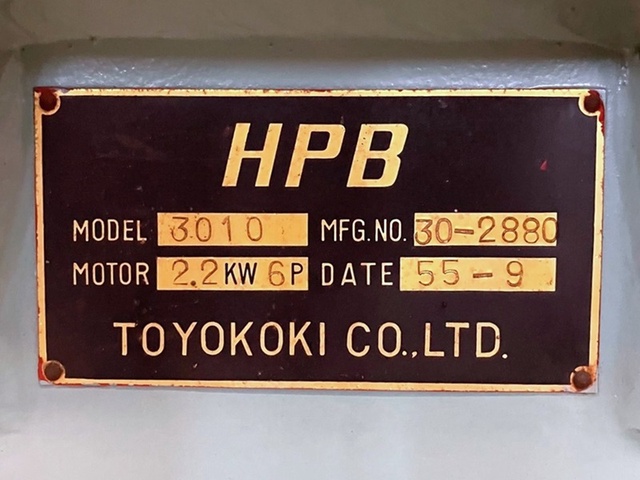 HPB
MODEL 3010 MFG.NO. 30-2880
MOTOR 2.2KW 6P DATE 55-9
TOYOKOKI CO.,LTD.